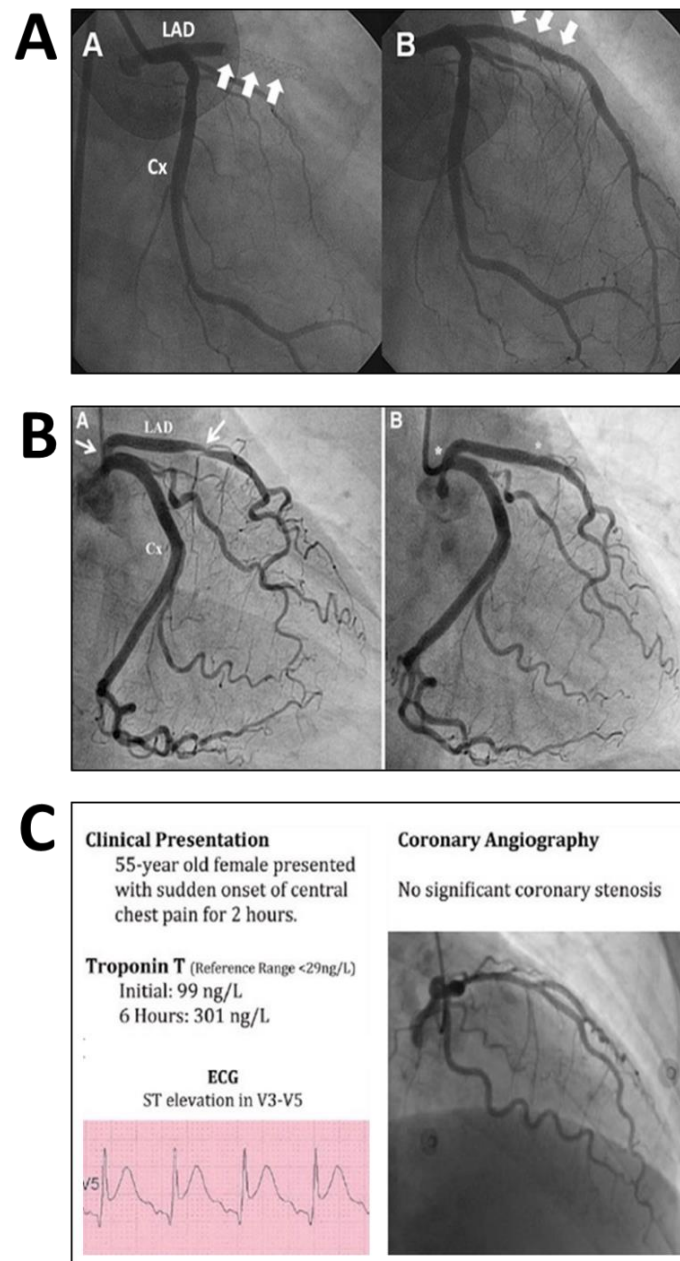 A
A
LAD
Cx
B
B
A
LAD
Cx
B
*
*
C
Clinical Presentation
55-year old female presented
with sudden onset of central
chest pain for 2 hours.
Troponin T (Reference Range <29ng/L)
Initial: 99 ng/L
6 Hours: 301 ng/L
ECG
ST elevation in V3-V5
V5
Coronary Angiography
No significant coronary stenosis